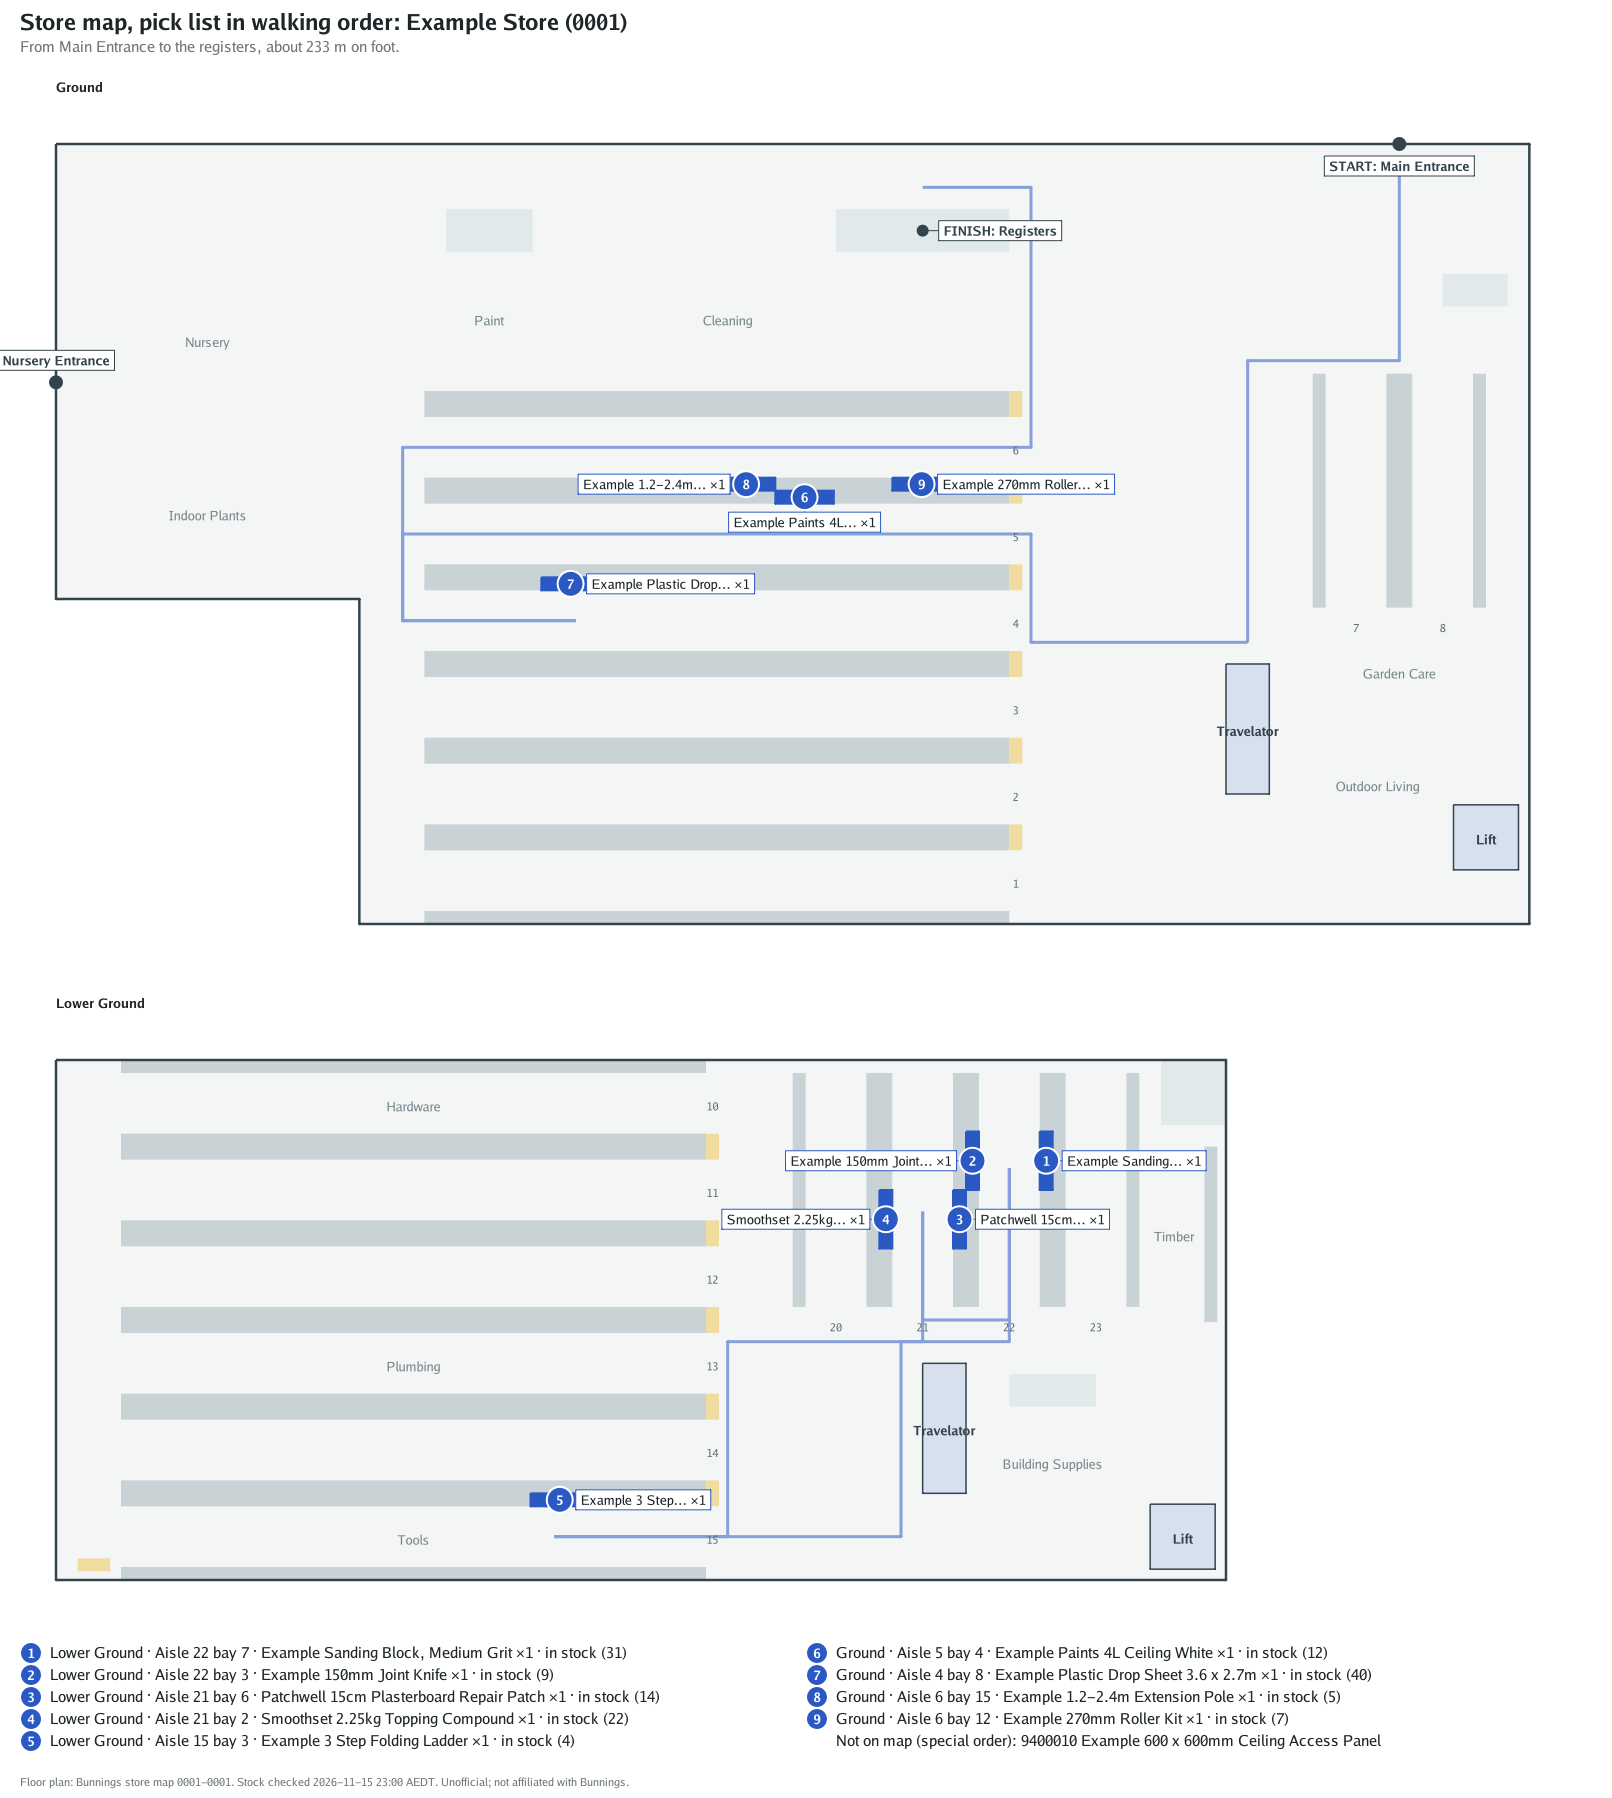 Store map, pick list in walking order: Example Store (0001)
From Main Entrance to the registers, about 233 m on foot.
Ground
START: Main Entrance
FINISH: Registers
Paint
Cleaning
Nursery
Nursery Entrance
6
Example 1.2–2.4m… ×1
8
9
Example 270mm Roller… ×1
6
Example Paints 4L… ×1
Indoor Plants
5
7
Example Plastic Drop… ×1
4
7
8
Garden Care
3
Travelator
Outdoor Living
2
Lift
1
Lower Ground
Hardware
10
Example 150mm Joint… ×1
2
1
Example Sanding… ×1
11
Smoothset 2.25kg… ×1
4
3
Patchwell 15cm… ×1
Timber
12
20
21
22
23
Plumbing
13
Travelator
14
Building Supplies
5
Example 3 Step… ×1
Tools
15
Lift
1 Lower Ground · Aisle 22 bay 7 · Example Sanding Block, Medium Grit ×1 · in stock (31)
2 Lower Ground · Aisle 22 bay 3 · Example 150mm Joint Knife ×1 · in stock (9)
3 Lower Ground · Aisle 21 bay 6 · Patchwell 15cm Plasterboard Repair Patch ×1 · in stock (14)
4 Lower Ground · Aisle 21 bay 2 · Smoothset 2.25kg Topping Compound ×1 · in stock (22)
5 Lower Ground · Aisle 15 bay 3 · Example 3 Step Folding Ladder ×1 · in stock (4)
6 Ground · Aisle 5 bay 4 · Example Paints 4L Ceiling White ×1 · in stock (12)
7 Ground · Aisle 4 bay 8 · Example Plastic Drop Sheet 3.6 x 2.7m ×1 · in stock (40)
8 Ground · Aisle 6 bay 15 · Example 1.2–2.4m Extension Pole ×1 · in stock (5)
9 Ground · Aisle 6 bay 12 · Example 270mm Roller Kit ×1 · in stock (7)
Not on map (special order): 9400010 Example 600 x 600mm Ceiling Access Panel
Floor plan: Bunnings store map 0001-0001. Stock checked 2026-11-15 23:00 AEDT. Unofficial; not affiliated with Bunnings.